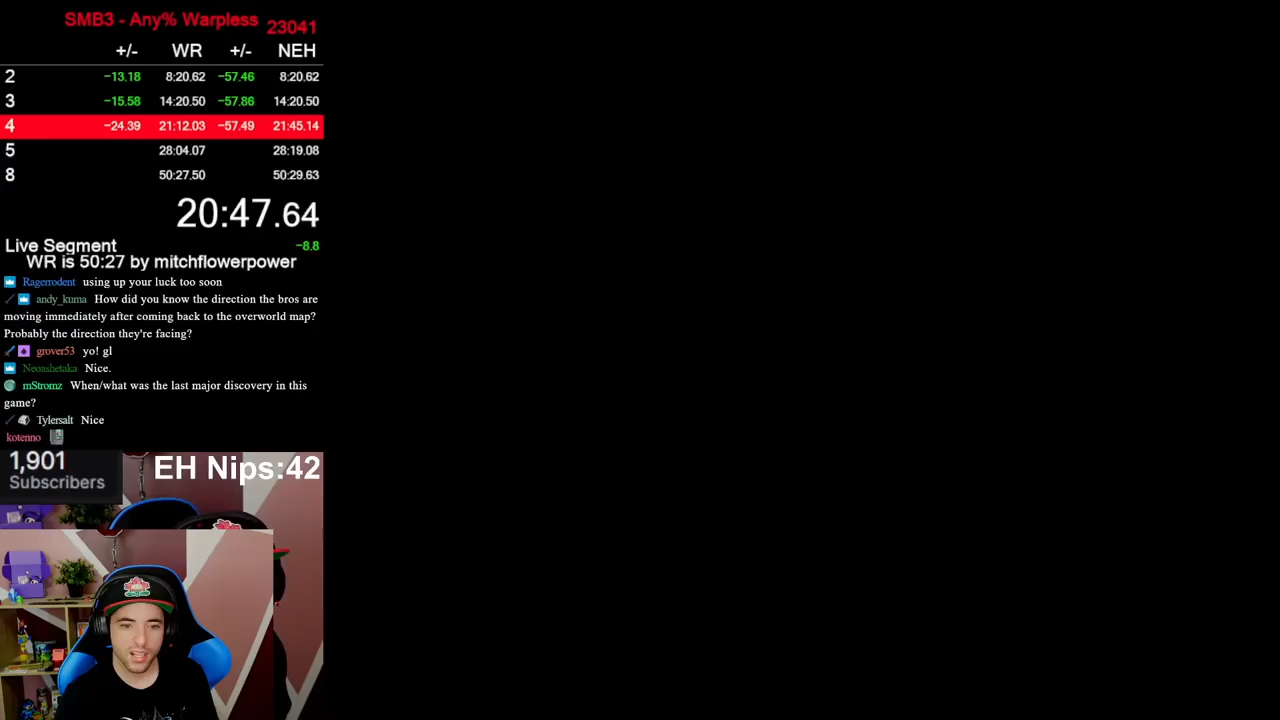 SMB3 - Any% Warpless 23041
+/- WR +/- NEH
2 -13.18 8:20.62 -57.46 8:20.62
3 -15.58 14:20.50 -57.86 14:20.50
4 -24.39 21:12.03 -57.49 21:45.14
5 28:04.07 28:19.08
8 50:27.50 50:29.63
20:47.64
Live Segment -8.8
WR is 50:27 by mitchflowerpower
Ragerrodent using up your luck too soon
andy_kuma How did you know the direction the bros are
moving immediately after coming back to the overworld map?
Probably the direction they're facing?
grover53 yo! gl
Neoashetaka Nice.
mStromz When/what was the last major discovery in this
game?
Tylersalt Nice
kotenno
1,901 EH Nips:42
Subscribers